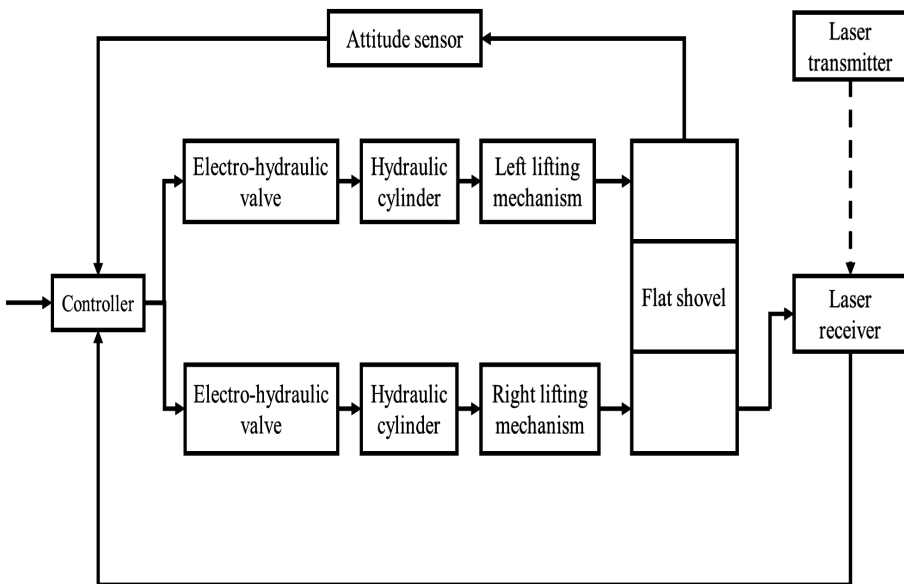 Attitude sensor
Laser
transmitter
Electro-hydraulic
valve
Hydraulic
cylinder
Left lifting
mechanism
Controller
Flat shovel
Laser
receiver
Electro-hydraulic
valve
Hydraulic
cylinder
Right lifting
mechanism